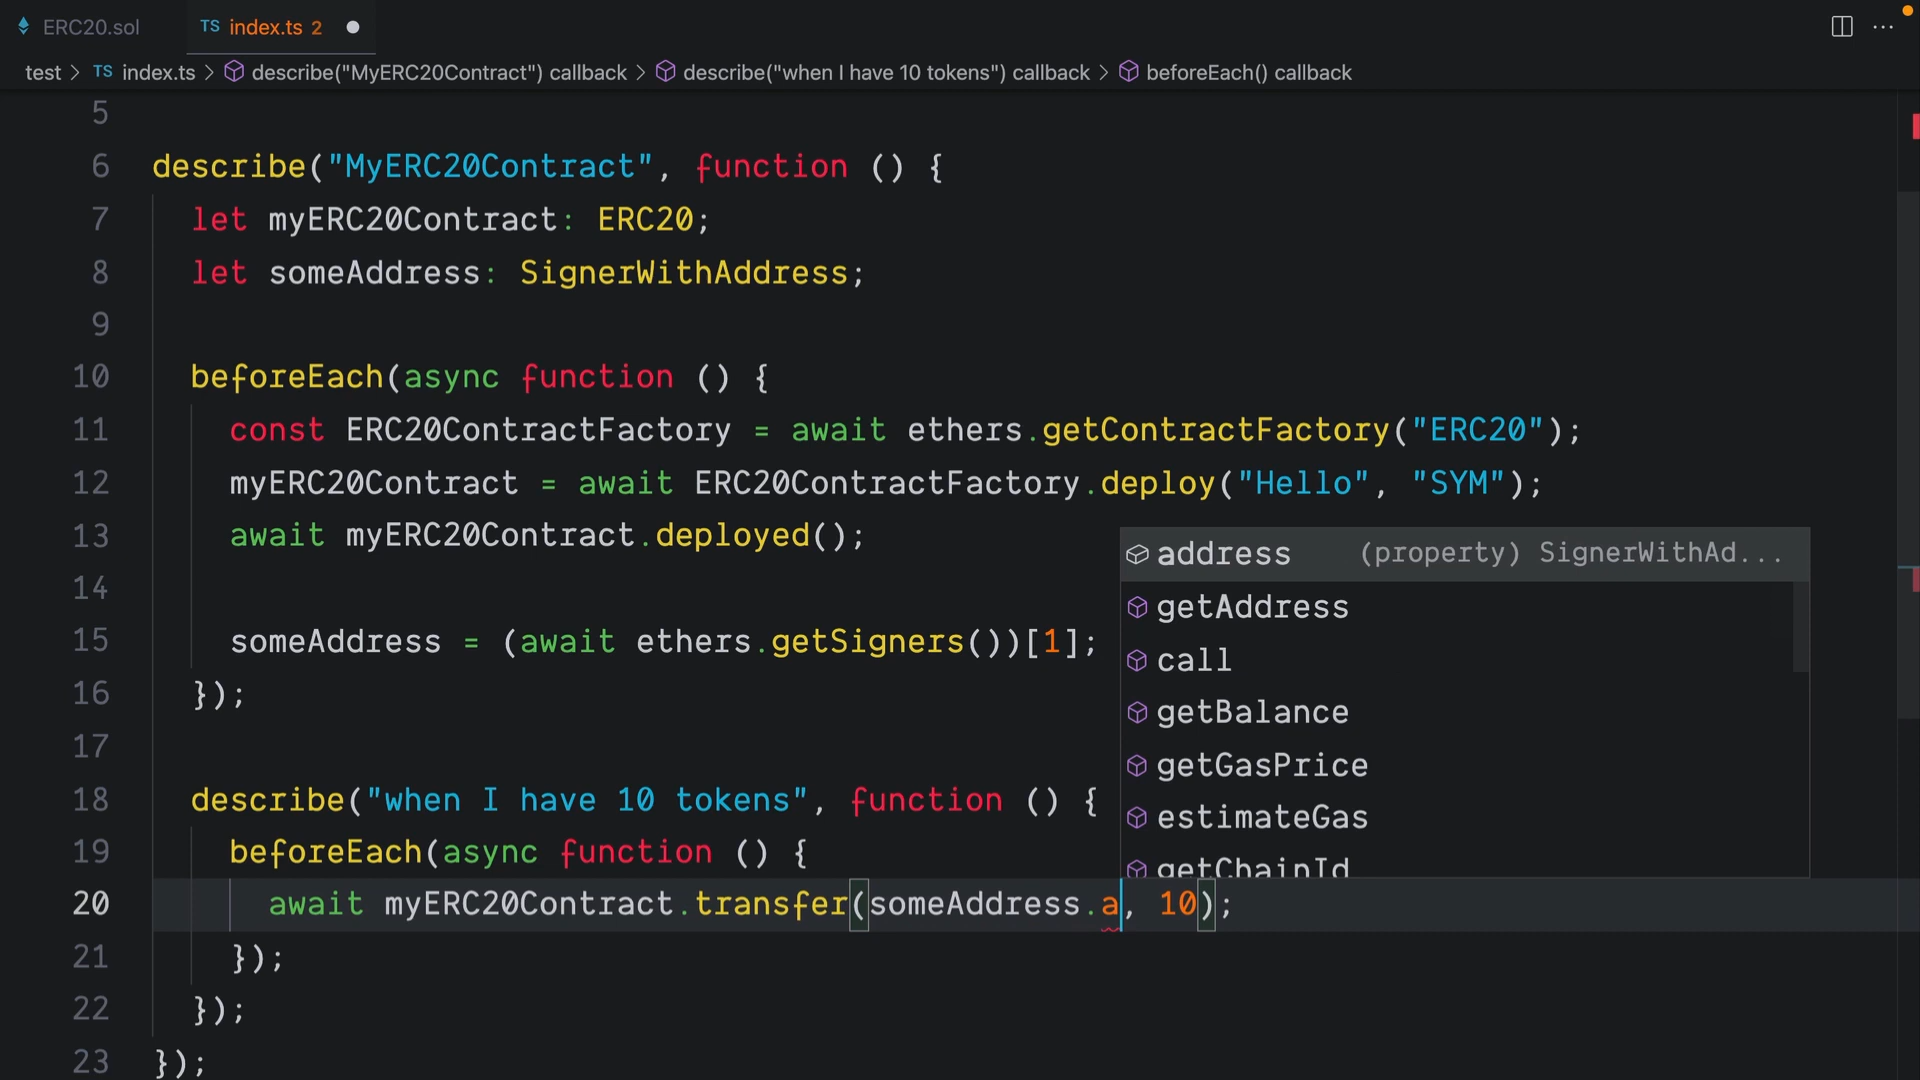 ERC20.sol
TS index.ts 2
test > TS index.ts > describe("MyERC20Contract") callback > describe("when I have 10 tokens") callback > beforeEach() callback
5
6 describe("MyERC20Contract", function () {
7 let myERC20Contract: ERC20;
8 let someAddress: SignerWithAddress;
9
10 beforeEach(async function () {
11 const ERC20ContractFactory = await ethers.getContractFactory("ERC20");
12 myERC20Contract = await ERC20ContractFactory.deploy("Hello", "SYM");
13 await myERC20Contract.deployed();
14
15 someAddress = (await ethers.getSigners())[1];
16 });
17
18 describe("when I have 10 tokens", function () {
19 beforeEach(async function () {
20 await myERC20Contract.transfer(someAddress.a, 10);
21 });
22 });
23 });
address (property) SignerWithAd...
getAddress
call
getBalance
getGasPrice
estimateGas
getChainId